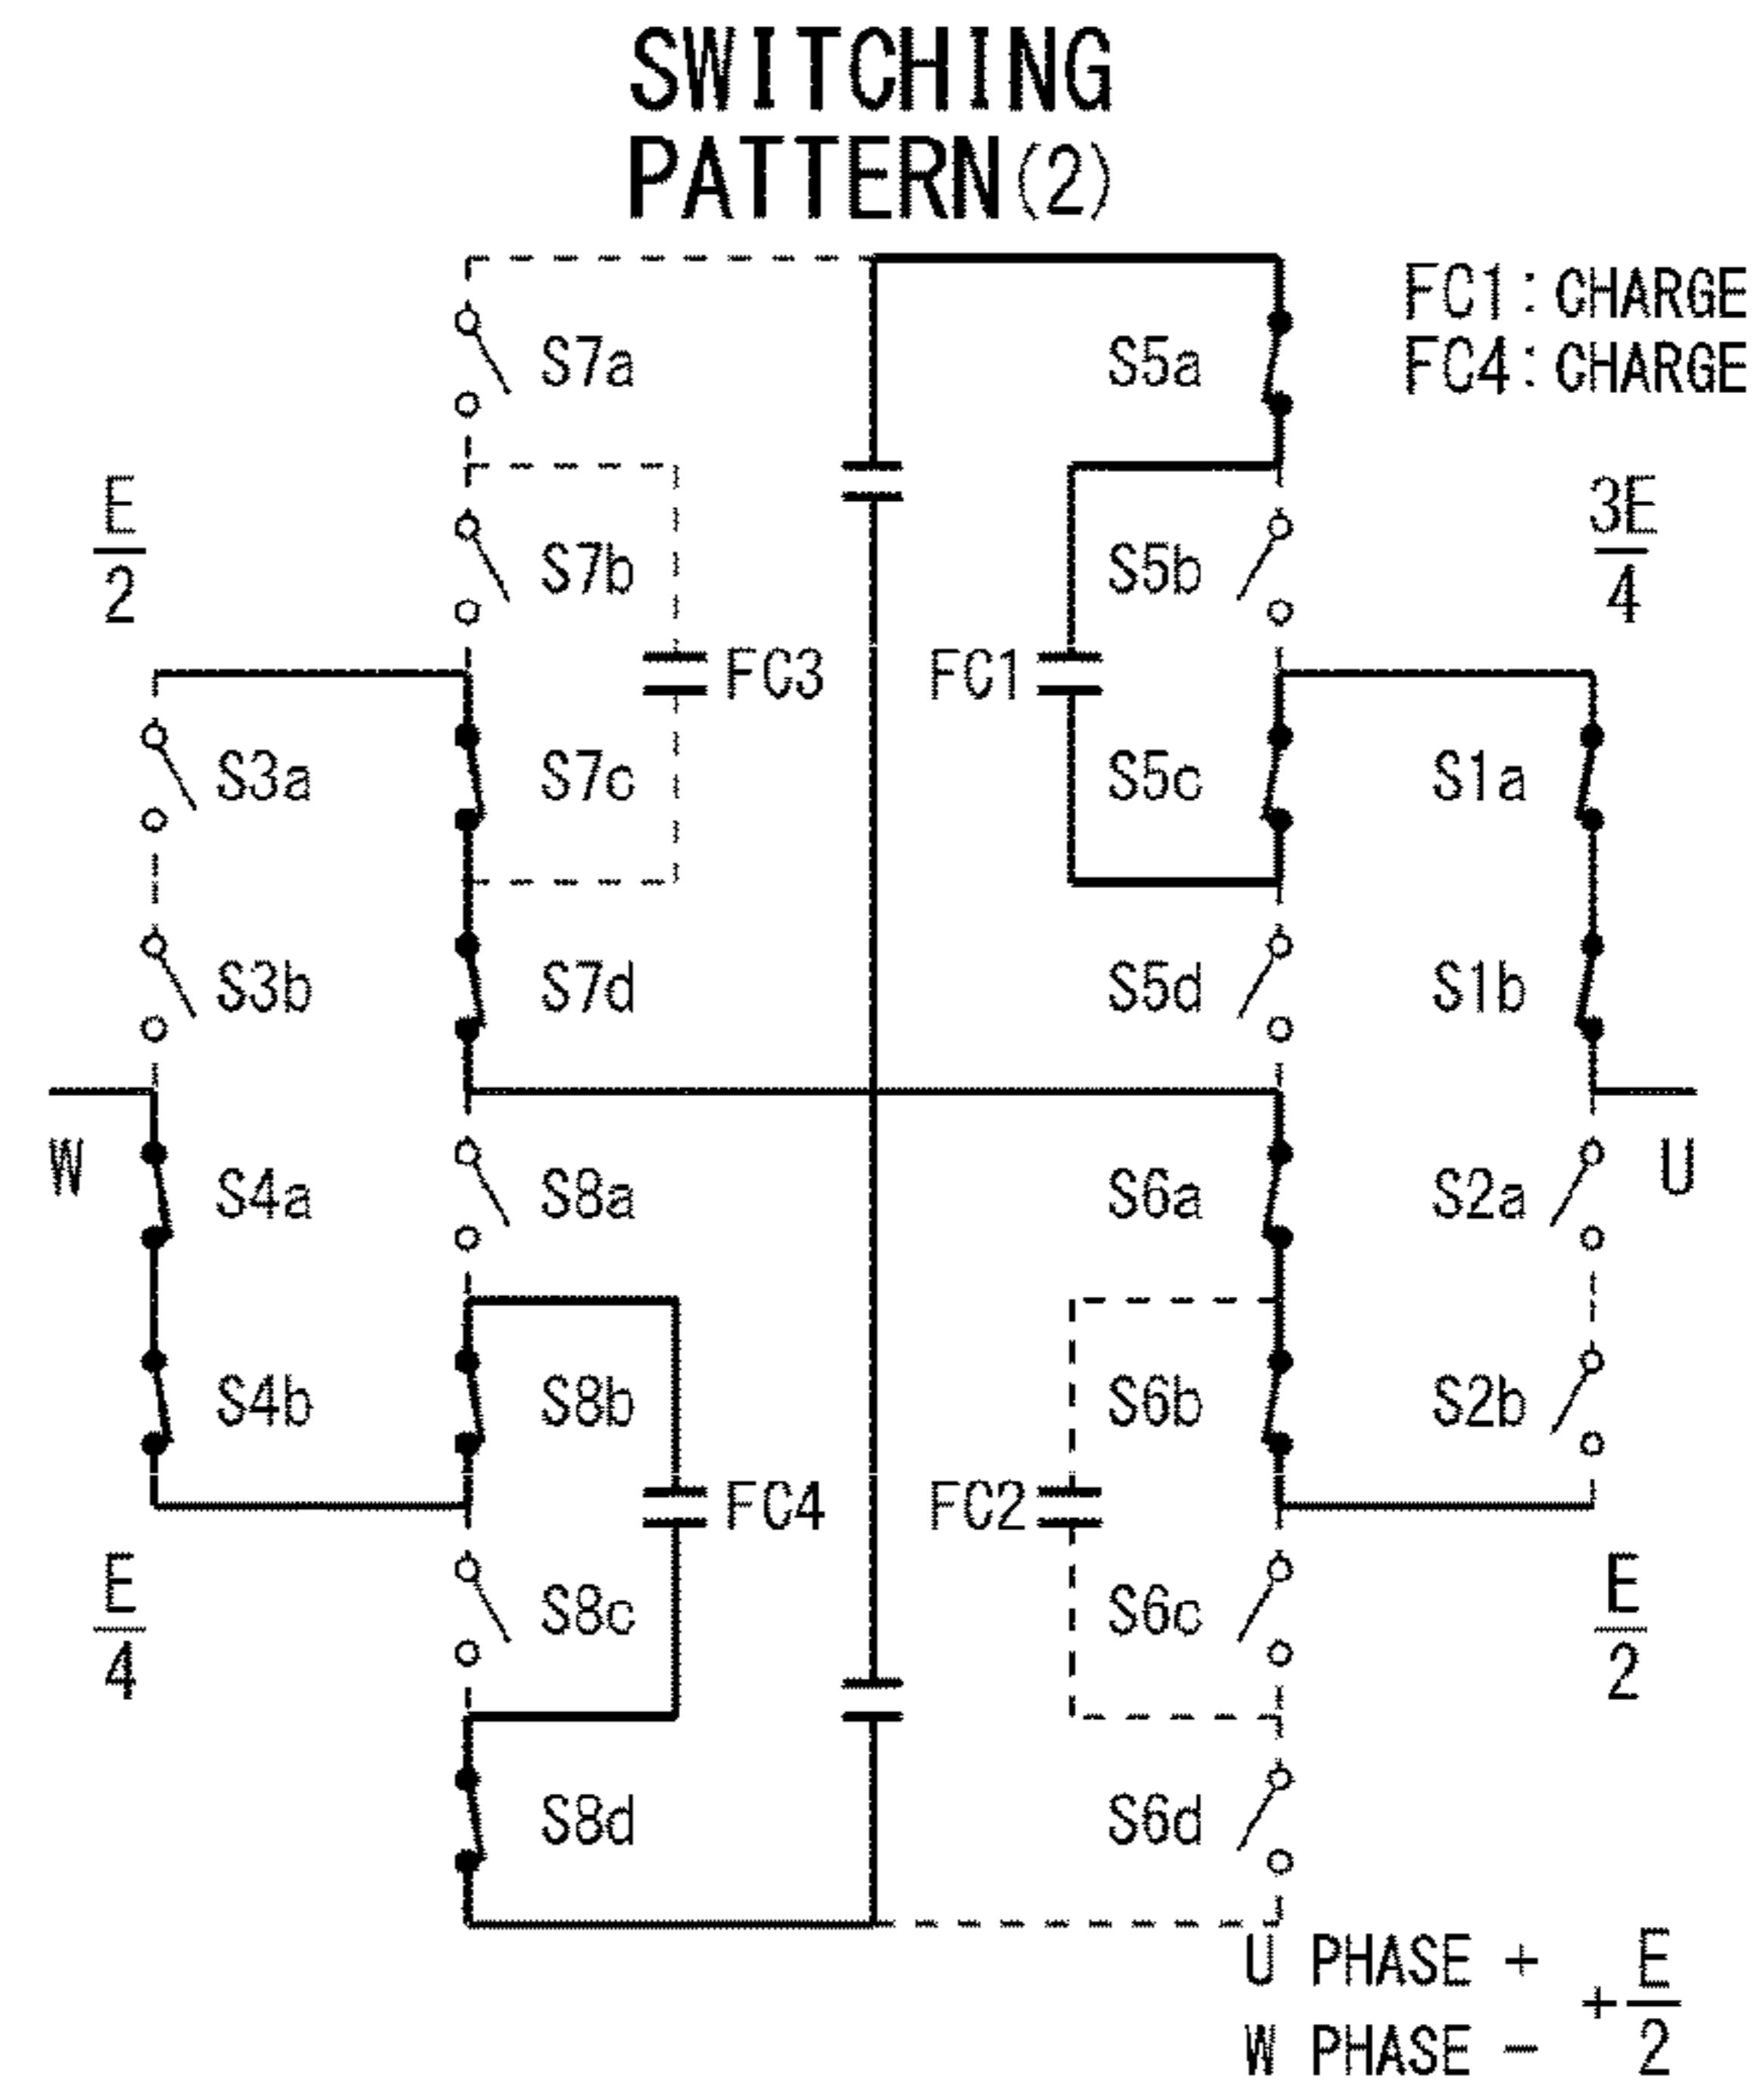 SWITCHING
PATTERN(2)
FC1:CHARGE
FC4:CHARGE
S7a
S5a
E
2
3E
4
S7b
S5b
FC3
FC1
S3a
S7c
S5c
S1a
S3b
S7d
S5d
S1b
W
S4a
S8a
S6a
S2a
U
S4b
S8b
S6b
S2b
FC4
FC2
E
4
S8c
S6c
E
2
S8d
S6d
U PHASE +
W PHASE -
+E
2